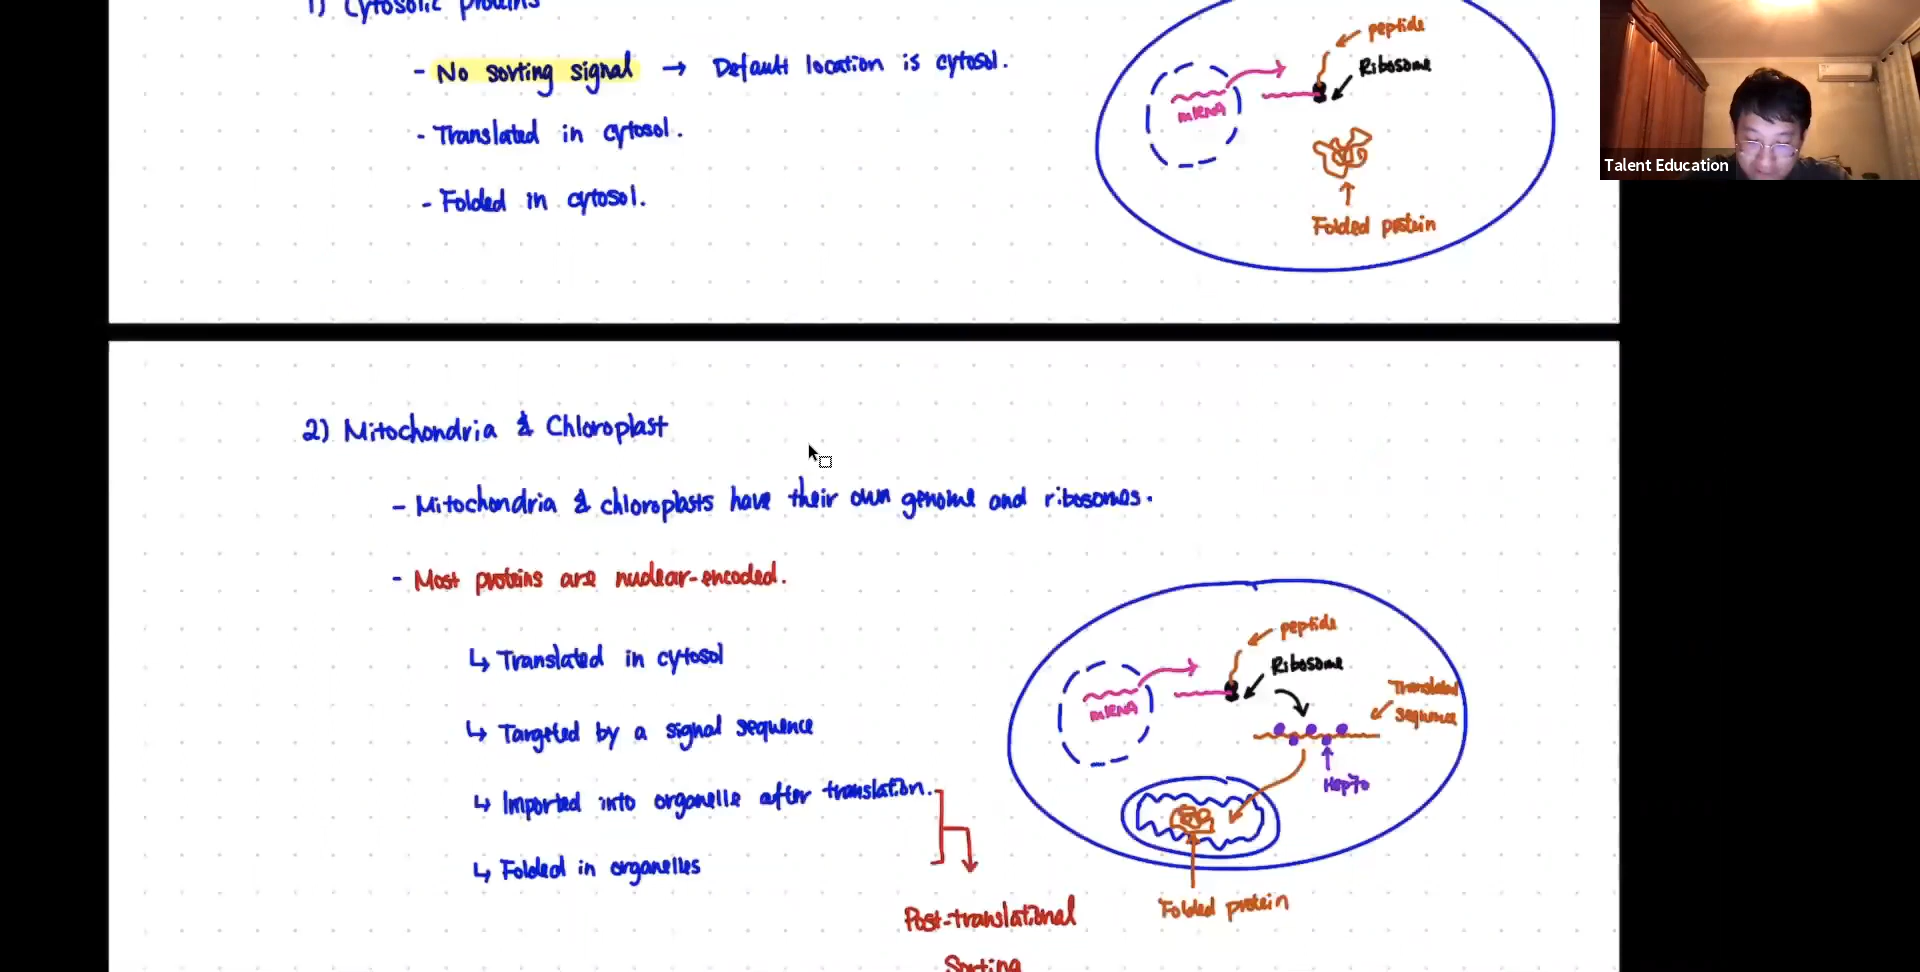 1) Cytosolic proteins
- No sorting signal → Default location is cytosol.
- Translated in cytosol.
- Folded in cytosol.
peptide
Ribosome
mRNA
Folded protein
Talent Education
2) Mitochondria & Chloroplast
- Mitochondria & chloroplasts have their own genome and ribosomes.
- Most proteins are nuclear-encoded.
↳ Translated in cytosol
↳ Targeted by a signal sequence
↳ Imported into organelle after translation.
↳ Folded in organelles
Post-translational
Sorting
peptide
Ribosome
mRNA
Translated
sequence
Hsp70
Folded protein